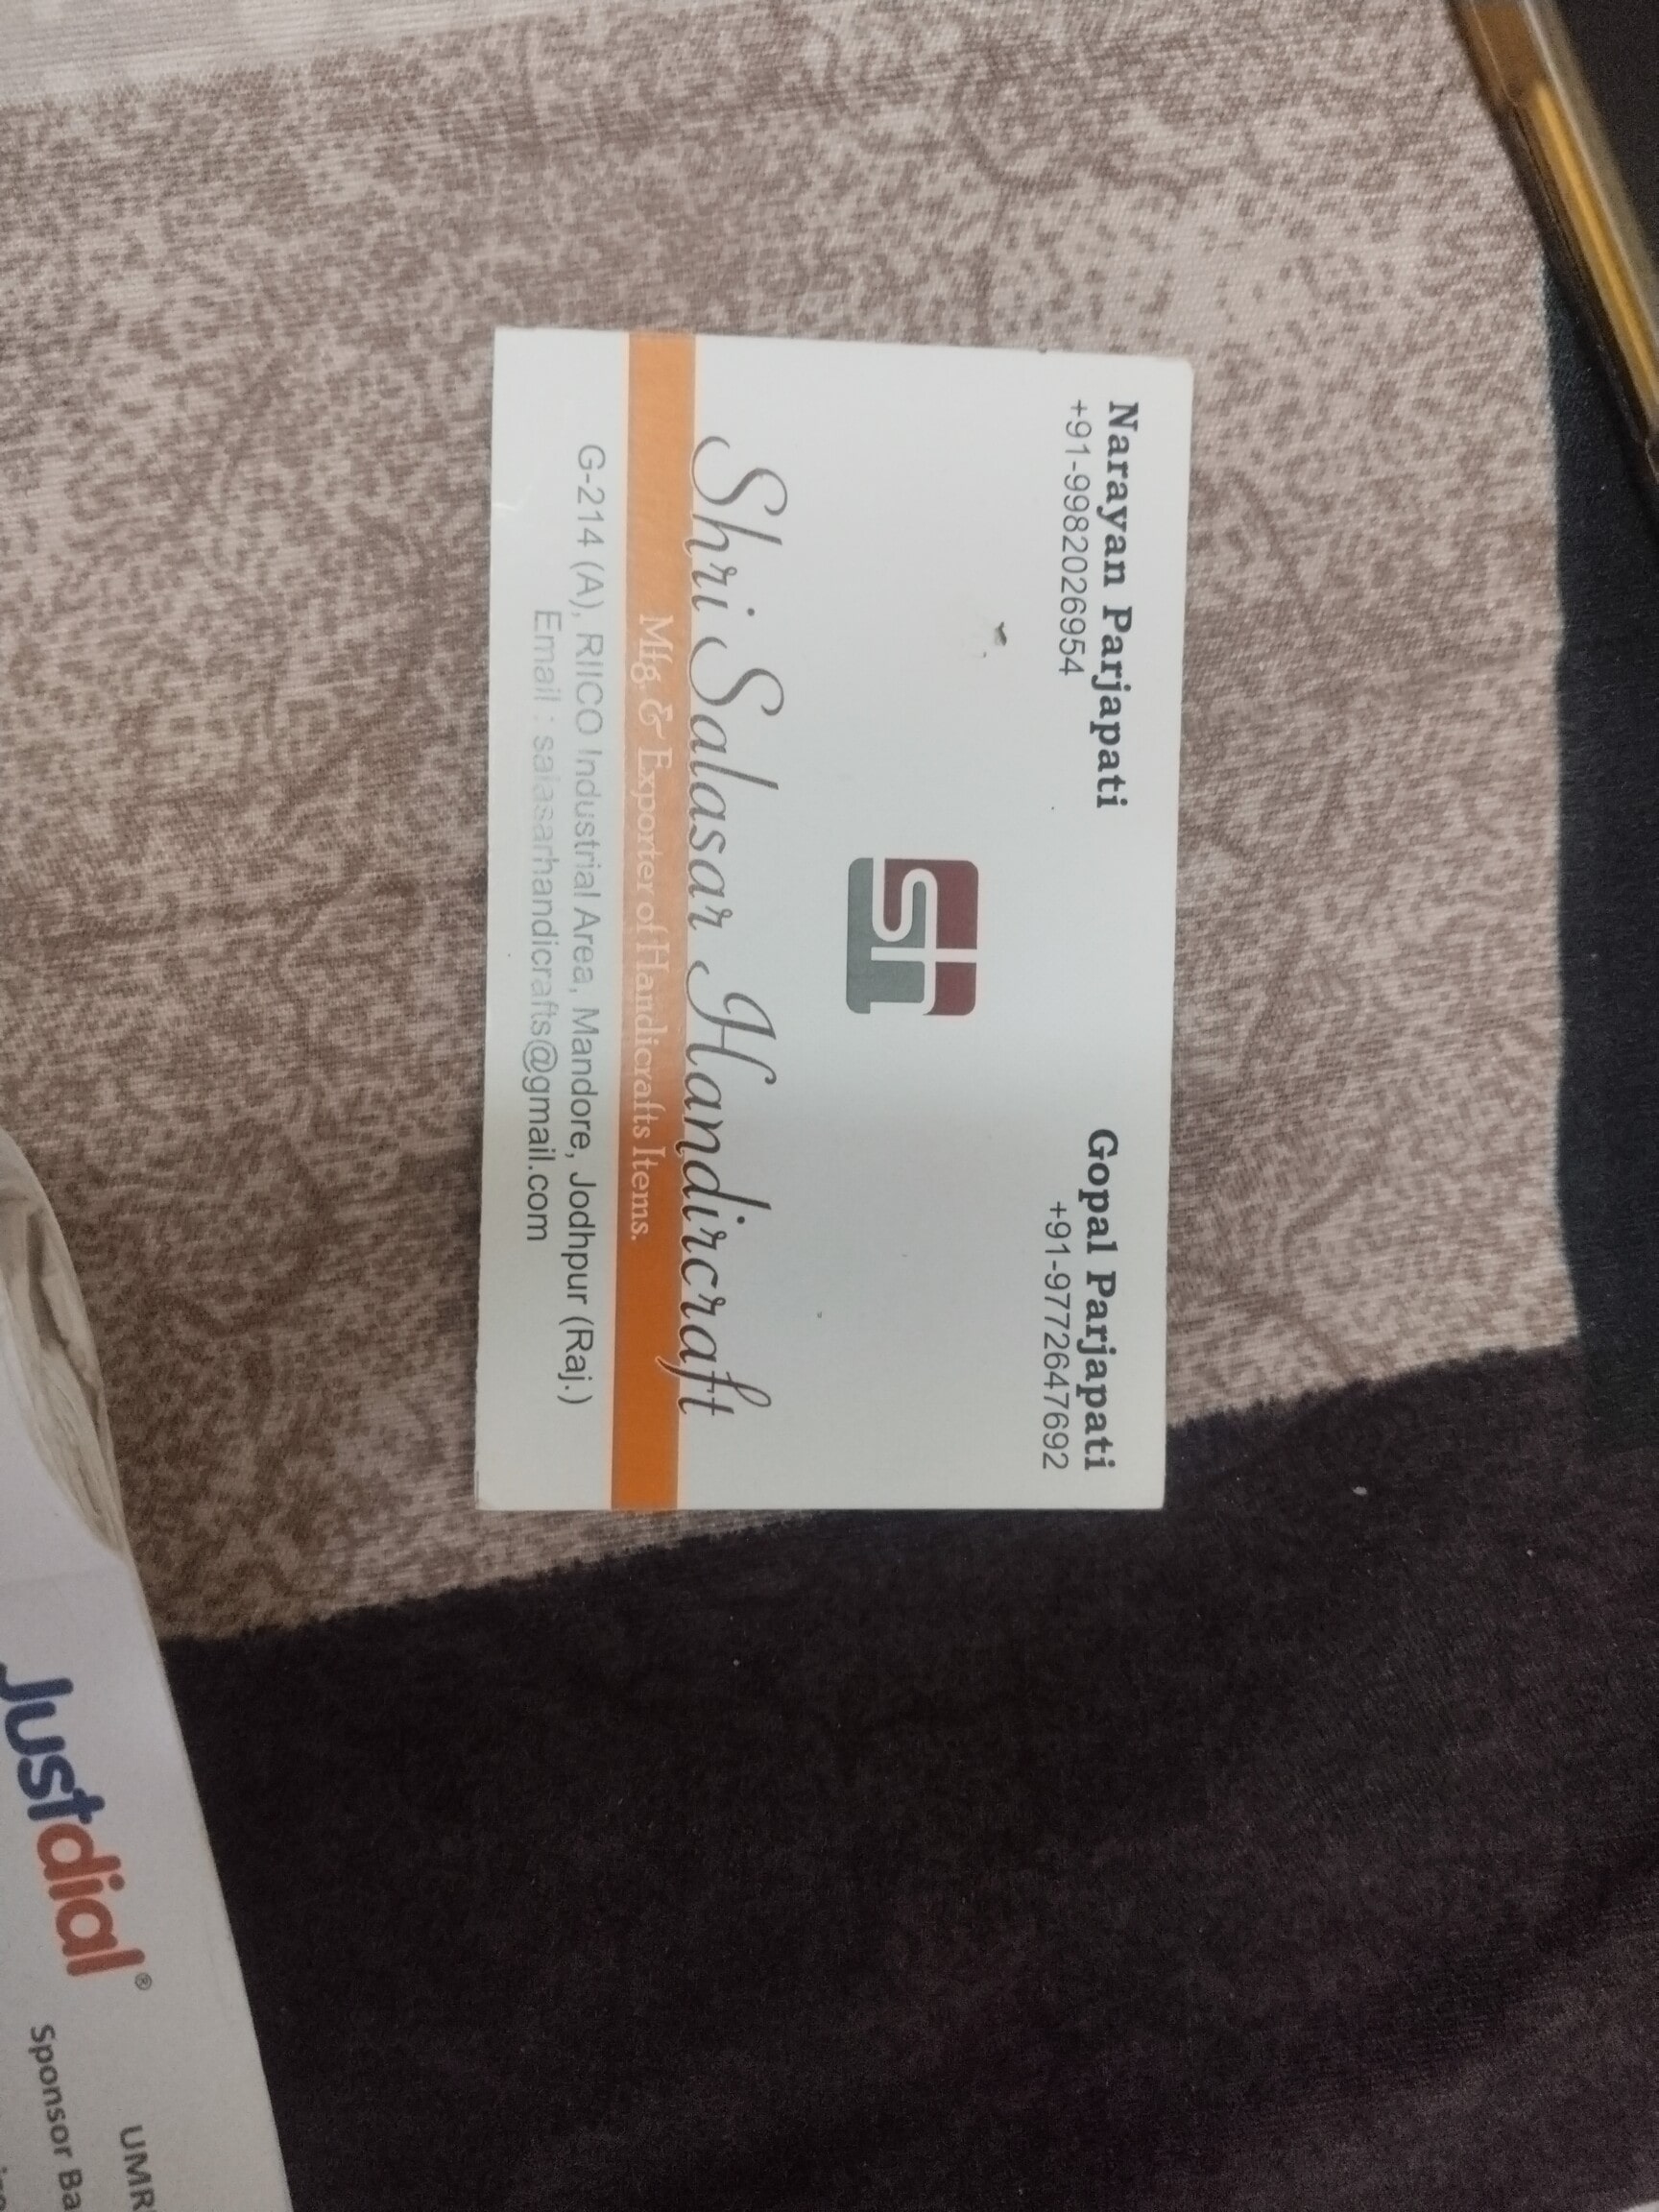 Narayan Parjapati
+91-9982026954
Gopal Parjapati
+91-9772647692
Shri Salasar Handircraft
Mfg. & Exporter of Handicrafts Items.
G-214 (A), RIICO Industrial Area, Mandore, Jodhpur (Raj.)
Email : salasarhandicrafts@gmail.com
Justdial®
UMR
Sponsor Ba